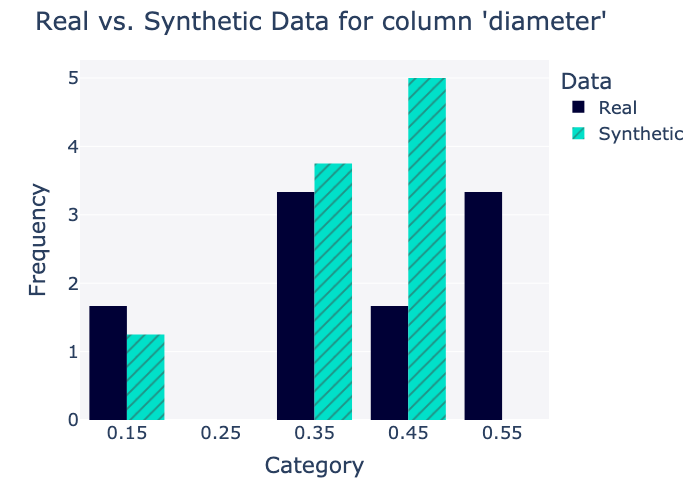 Real vs. Synthetic Data for column 'diameter'
Data
Real
Synthetic
Frequency
5
4
3
2
1
0
0.15 0.25 0.35 0.45 0.55
Category